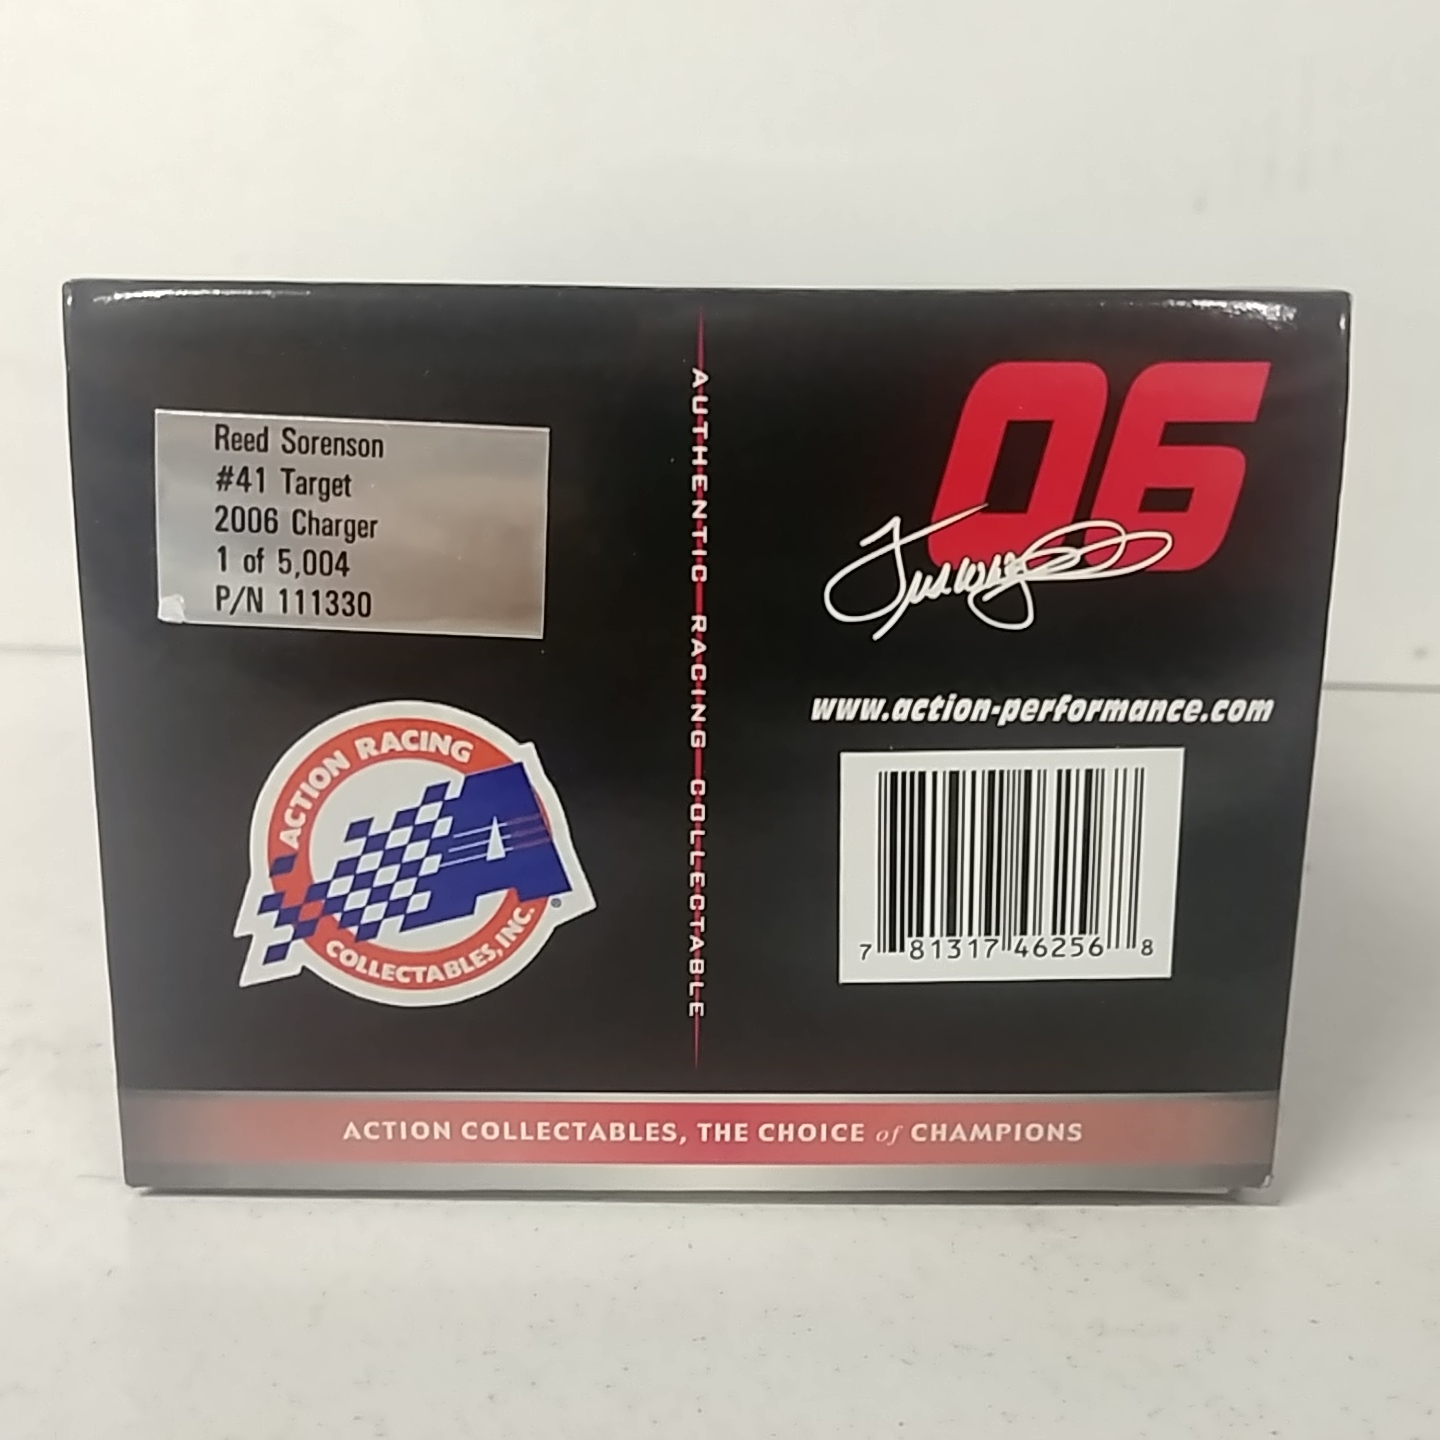 Reed Sorenson
#41 Target
2006 Charger
1 of 5,004
P/N 111330
ACTION RACING
COLLECTABLES, INC.
AUTHENTIC RACING COLLECTABLE
06
www.action-performance.com
7 81317 46256 8
ACTION COLLECTABLES, THE CHOICE of CHAMPIONS